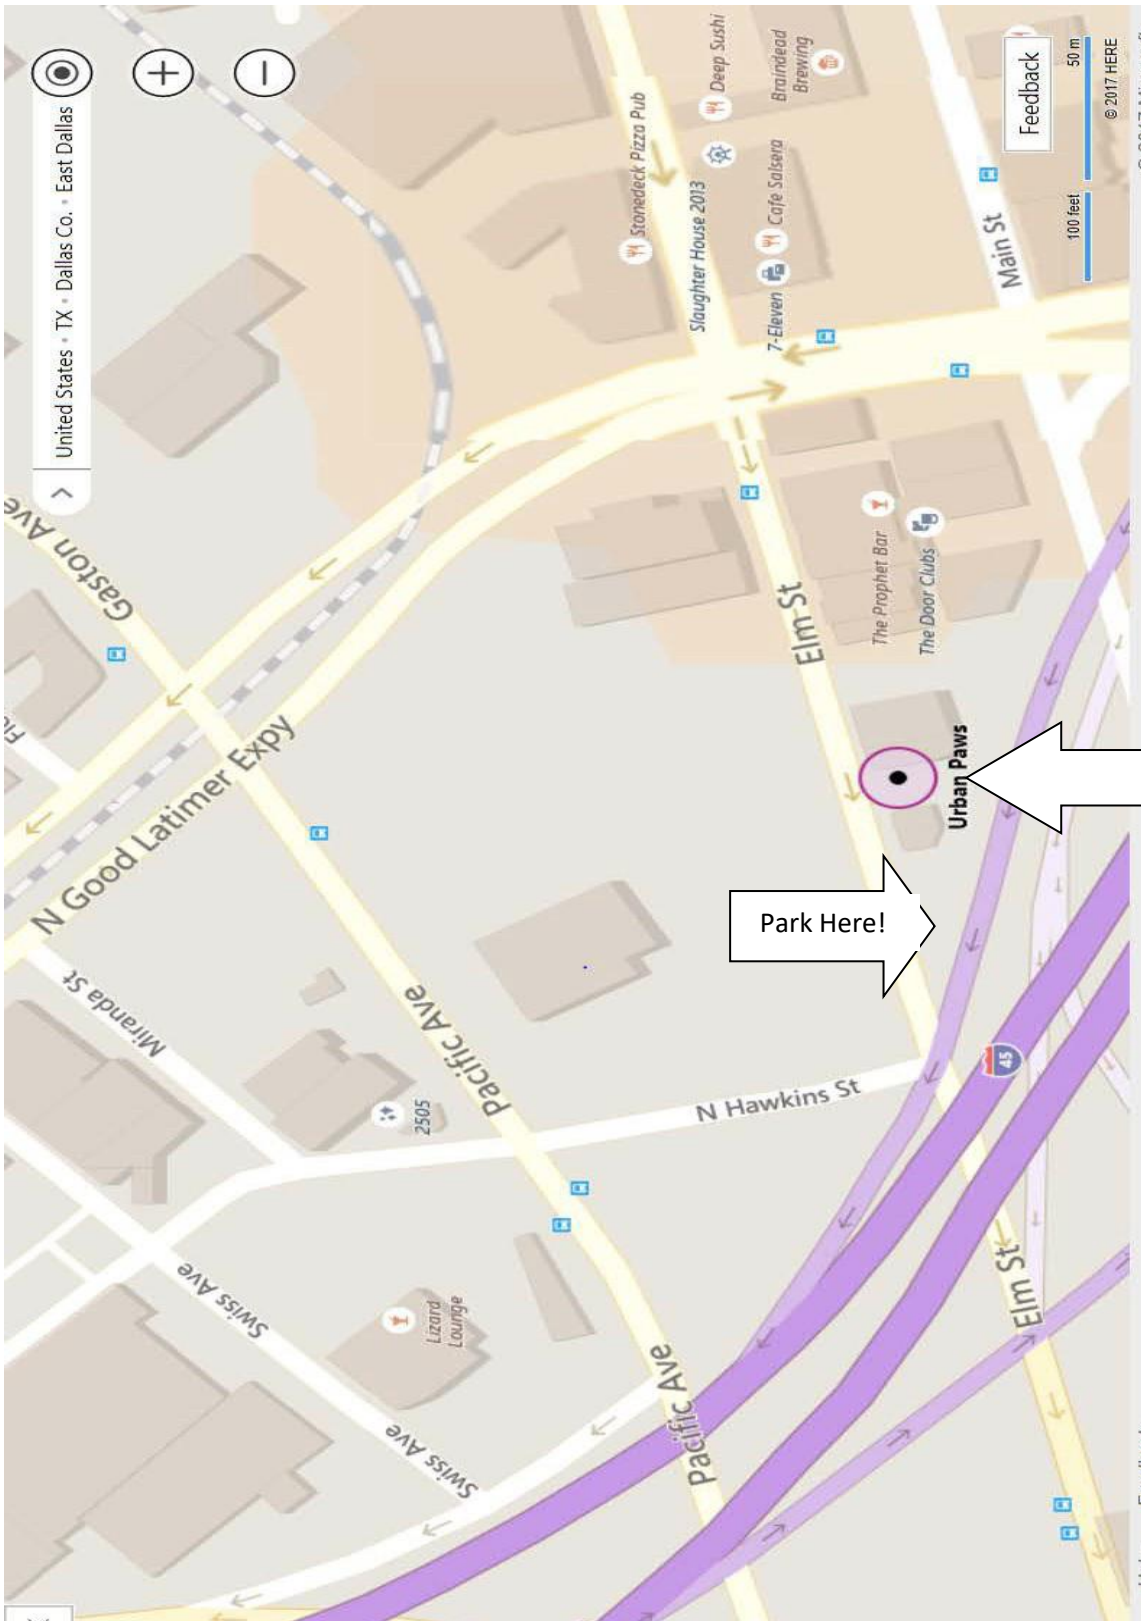 United States • TX • Dallas Co. • East Dallas
Gaston Ave
N Good Latimer Expy
Miranda St
Swiss Ave
Swiss Ave
Lizard
Lounge
2505
Pacific Ave
Pacific Ave
N Hawkins St
Stonedeck Pizza Pub
Deep Sushi
Slaughter House 2013
Braindead
Brewing
7-Eleven
Cafe Salsera
Elm St
The Prophet Bar
The Door Clubs
Urban Paws
Park Here!
45
Elm St
Main St
Feedback
100 feet
50 m
© 2017 HERE